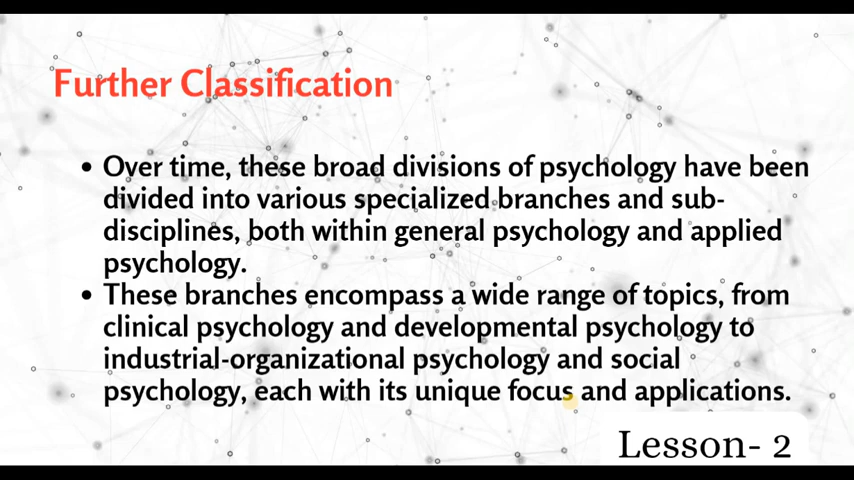 Further Classification
• Over time, these broad divisions of psychology have been
divided into various specialized branches and sub-
disciplines, both within general psychology and applied
psychology.
• These branches encompass a wide range of topics, from
clinical psychology and developmental psychology to
industrial-organizational psychology and social
psychology, each with its unique focus and applications.
Lesson- 2